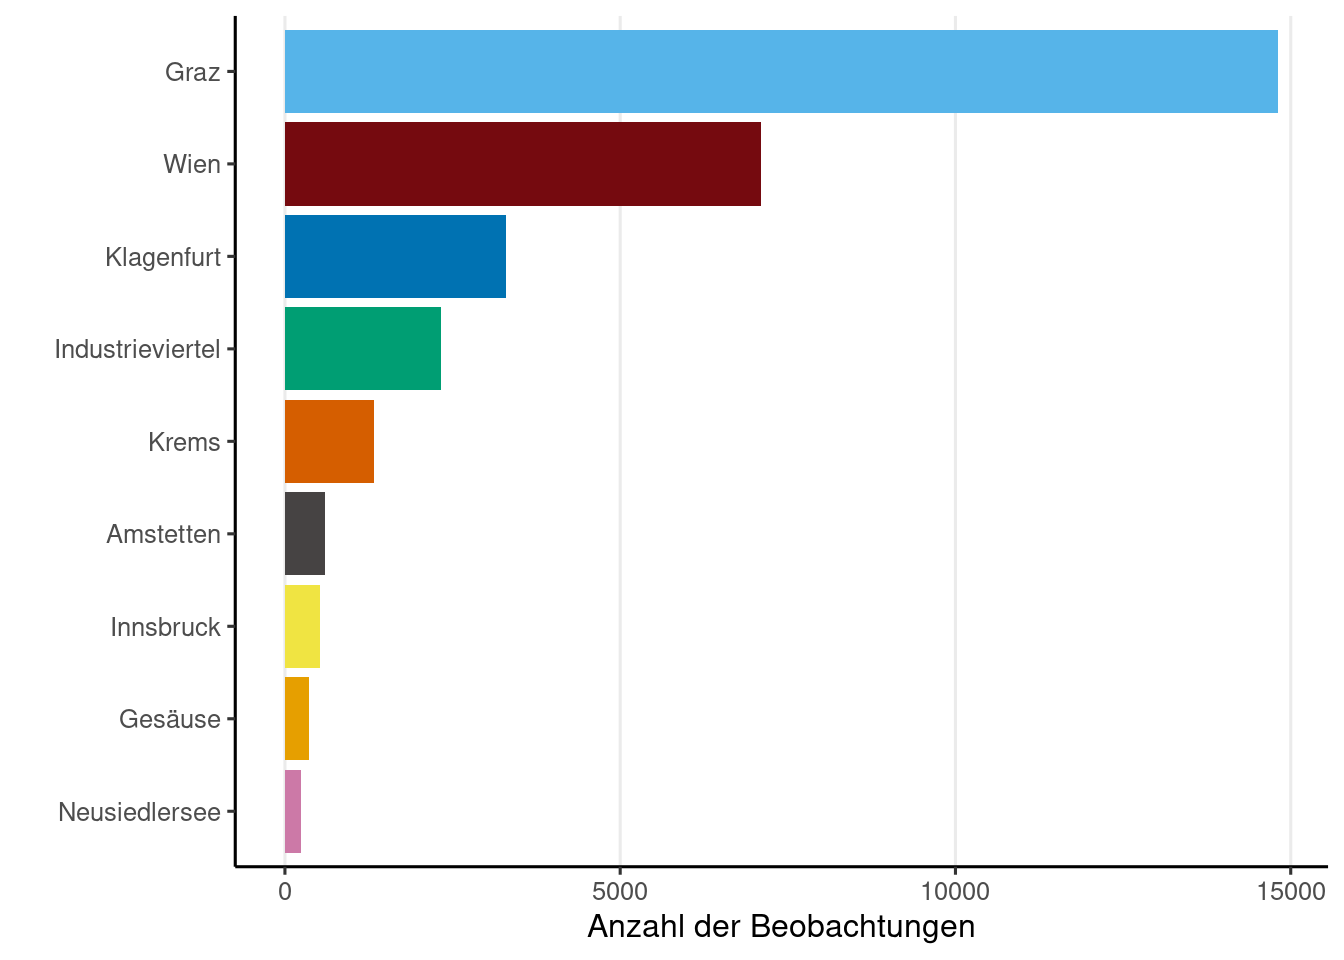 Graz
Wien
Klagenfurt
Industrieviertel
Krems
Amstetten
Innsbruck
Gesäuse
Neusiedlersee
0 5000 10000 15000
Anzahl der Beobachtungen